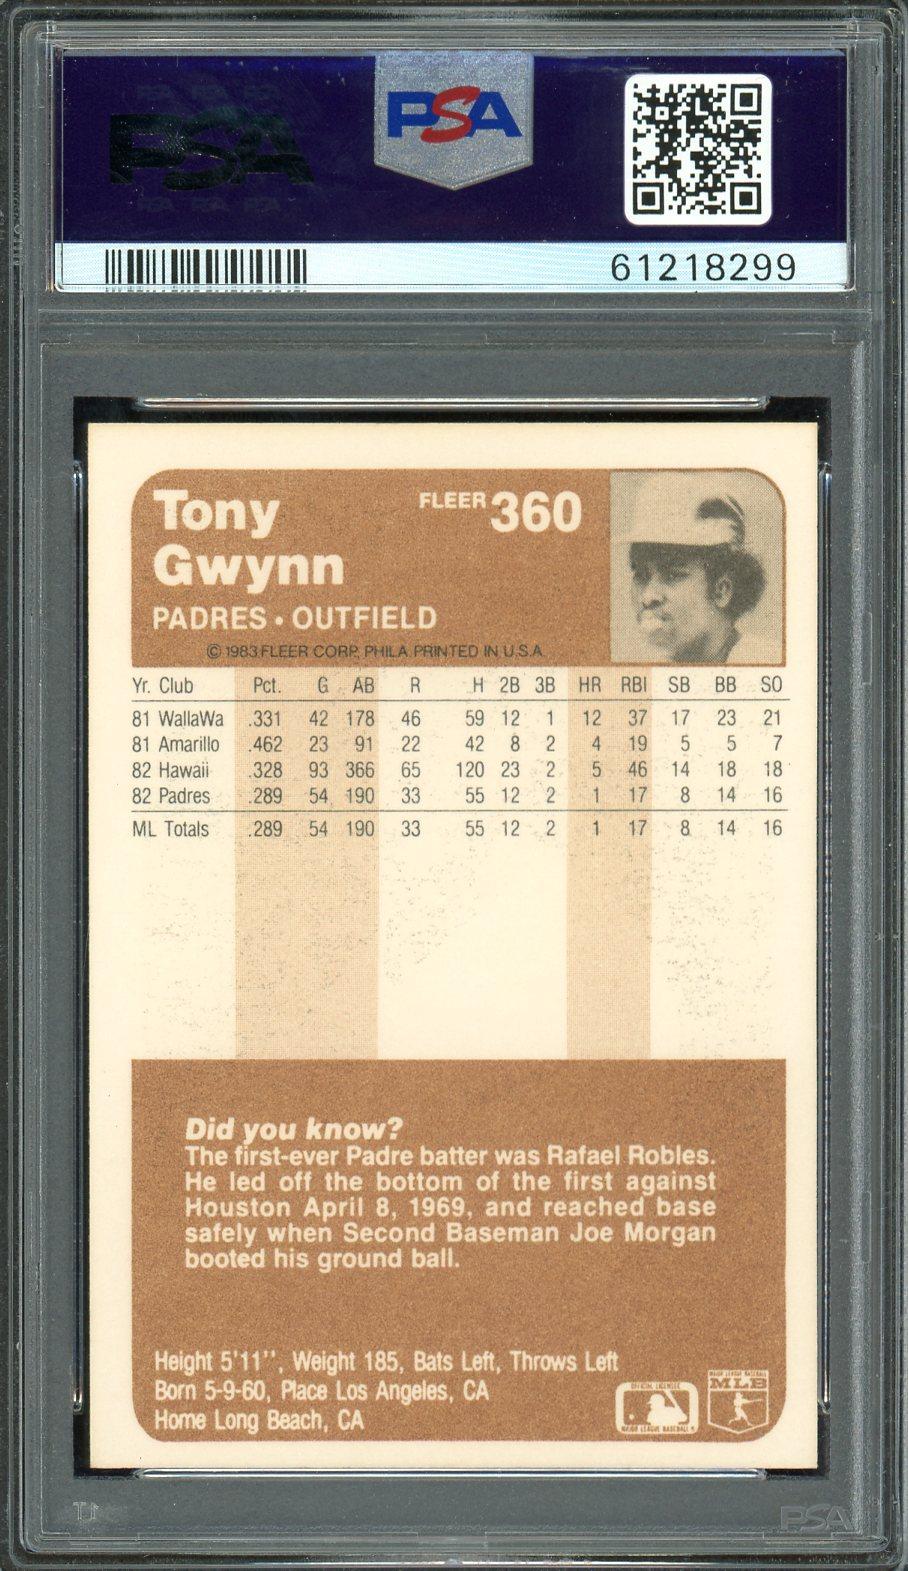 PSA
PSA
61218299
Tony
Gwynn
FLEER 360
PADRES • OUTFIELD
© 1983 FLEER CORP. PHILA. PRINTED IN U.S.A.
Yr. Club Pct. G AB R H 2B 3B HR RBI SB BB SO
81 WallaWa .331 42 178 46 59 12 1 12 37 17 23 21
81 Amarillo .462 23 91 22 42 8 2 4 19 5 5 7
82 Hawaii .328 93 366 65 120 23 2 5 46 14 18 18
82 Padres .289 54 190 33 55 12 2 1 17 8 14 16
ML Totals .289 54 190 33 55 12 2 1 17 8 14 16
Did you know?
The first-ever Padre batter was Rafael Robles.
He led off the bottom of the first against
Houston April 8, 1969, and reached base
safely when Second Baseman Joe Morgan
booted his ground ball.
Height 5'11'', Weight 185, Bats Left, Throws Left
Born 5-9-60, Place Los Angeles, CA
Home Long Beach, CA
OFFICIAL LICENSEE
MAJOR LEAGUE BASEBALL
MAJOR LEAGUE BASEBALL
MLB
PSA